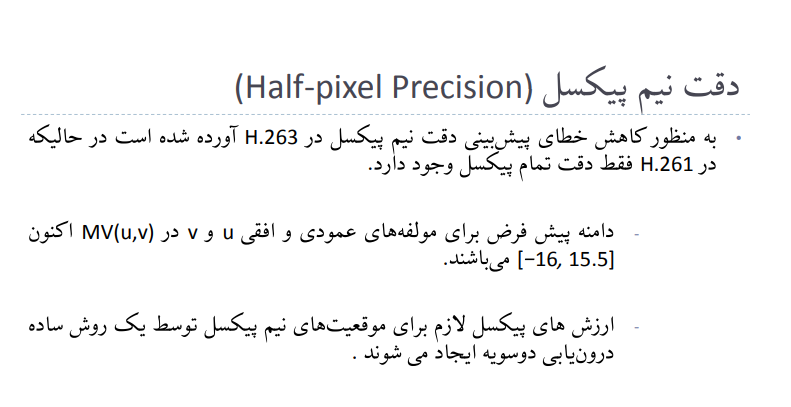 دقت نیم پیکسل (Half-pixel Precision)
• به منظور کاهش خطای پیش‌بینی دقت نیم پیکسل در H.263 آورده شده است در حالیکه
در H.261 فقط دقت تمام پیکسل وجود دارد.
- دامنه پیش فرض برای مولفه‌های عمودی و افقی u و v در MV(u,v) اکنون
[−16, 15.5] می‌باشند.
- ارزش های پیکسل لازم برای موقعیت‌های نیم پیکسل توسط یک روش ساده
درون‌یابی دوسویه ایجاد می شوند .